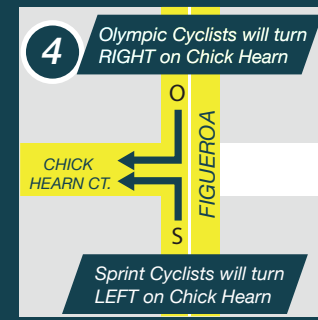 4
Olympic Cyclists will turn
RIGHT on Chick Hearn
O
FIGUEROA
CHICK
HEARN CT.
S
Sprint Cyclists will turn
LEFT on Chick Hearn